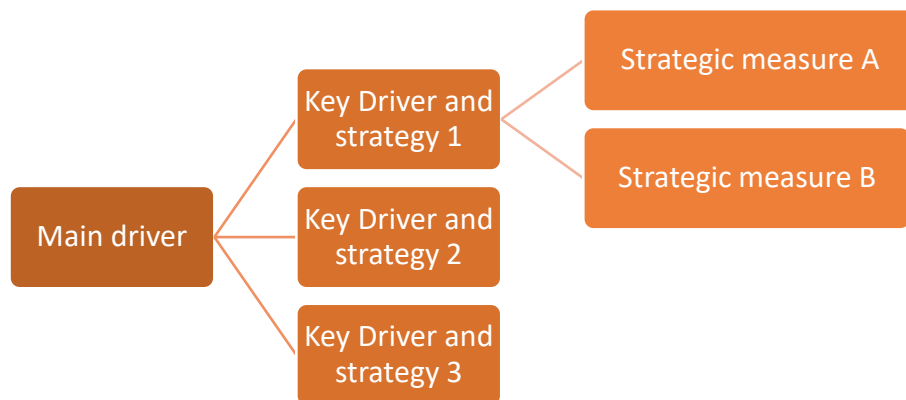 Main driver
Key Driver and
strategy 1
Key Driver and
strategy 2
Key Driver and
strategy 3
Strategic measure A
Strategic measure B